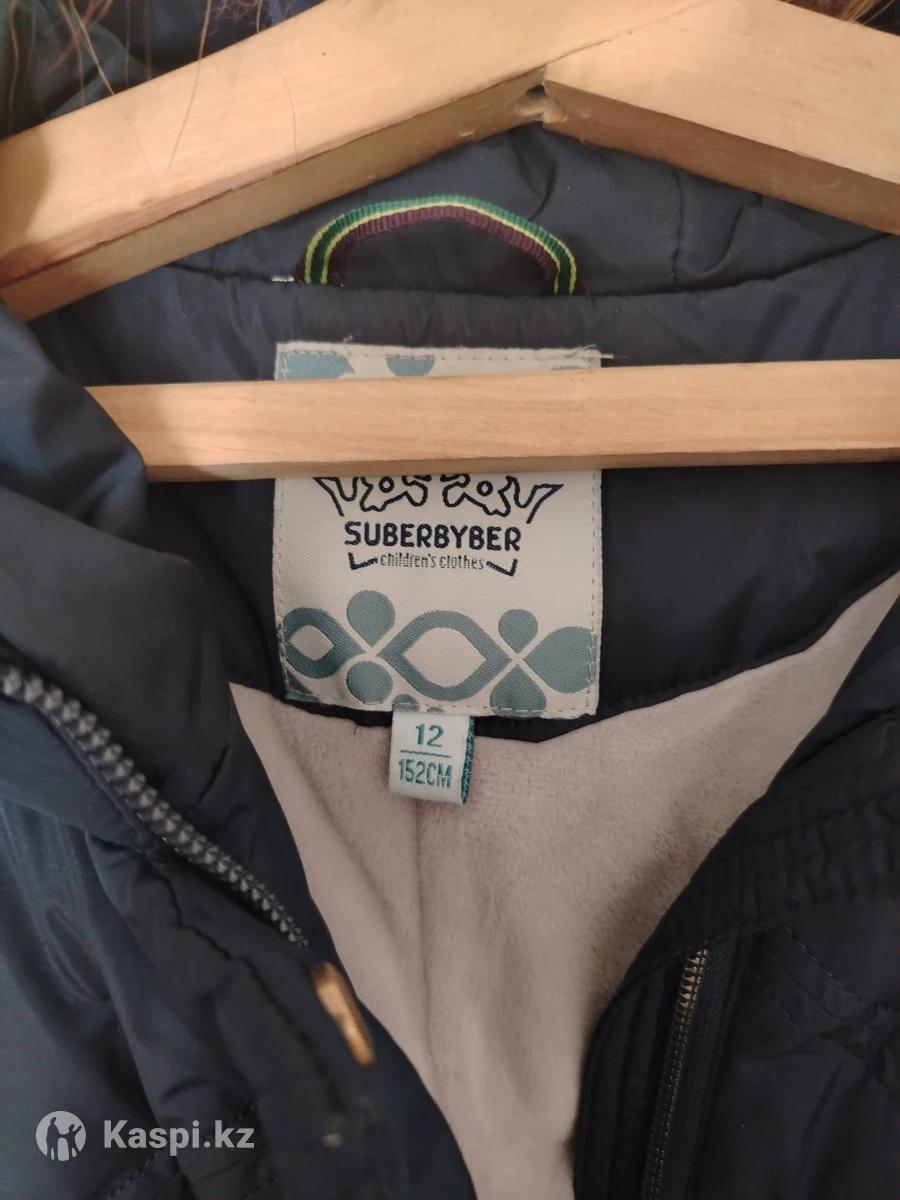 SUBERBYBER
children's clothes
12
152CM
Kaspi.kz